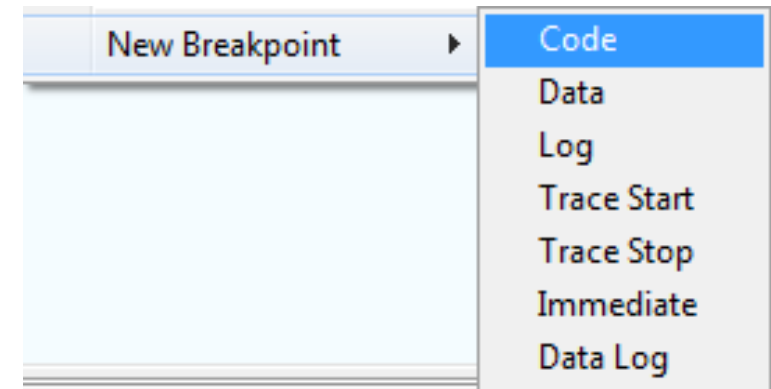 New Breakpoint
Code
Data
Log
Trace Start
Trace Stop
Immediate
Data Log